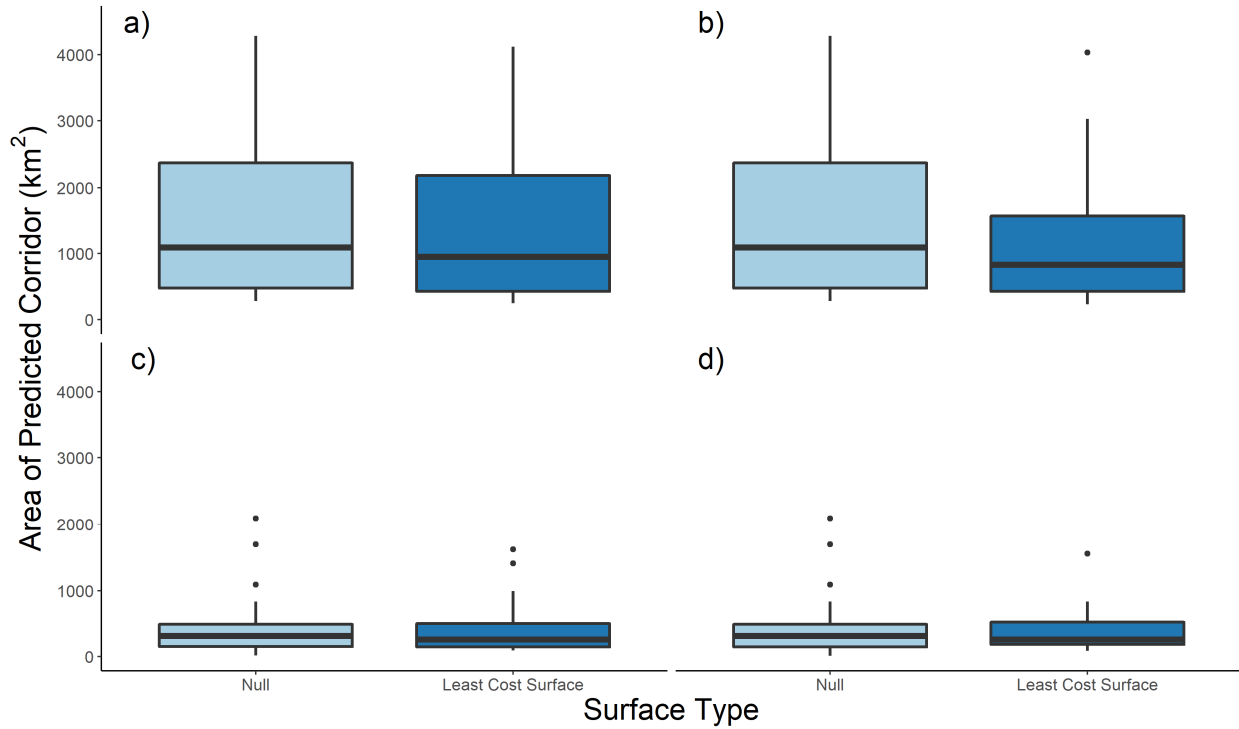 a)
b)
4000
3000
2000
1000
0
c)
d)
4000
3000
2000
1000
0
Area of Predicted Corridor (km²)
Null
Least Cost Surface
Null
Least Cost Surface
Surface Type